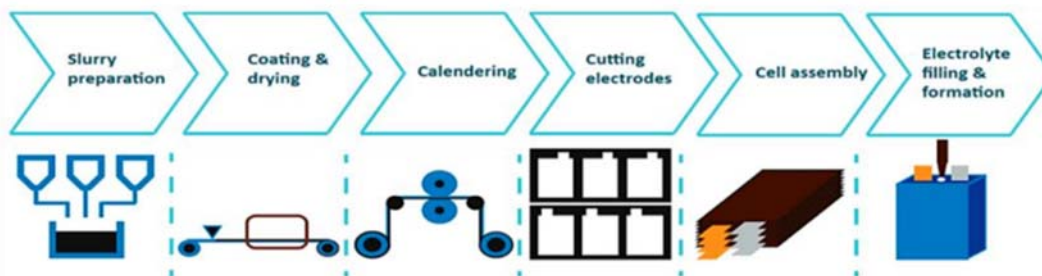 Slurry
preparation
Coating &
drying
Calendering
Cutting
electrodes
Cell assembly
Electrolyte
filling &
formation